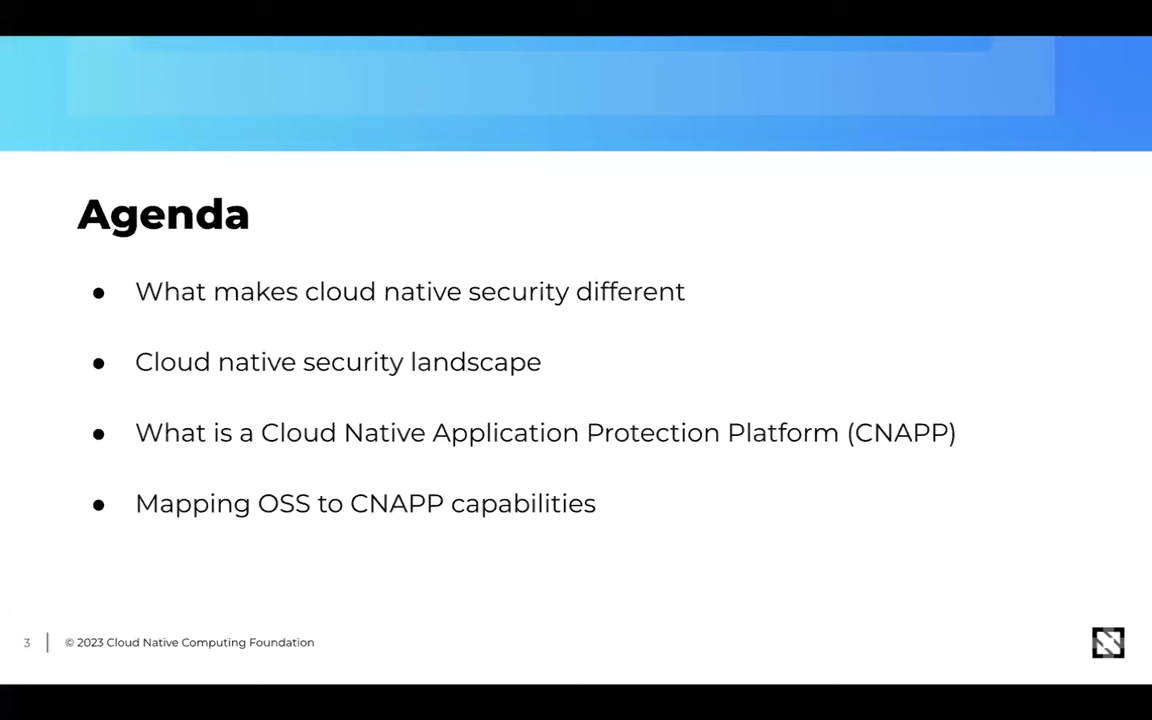 Agenda
● What makes cloud native security different
● Cloud native security landscape
● What is a Cloud Native Application Protection Platform (CNAPP)
● Mapping OSS to CNAPP capabilities
3 | © 2023 Cloud Native Computing Foundation